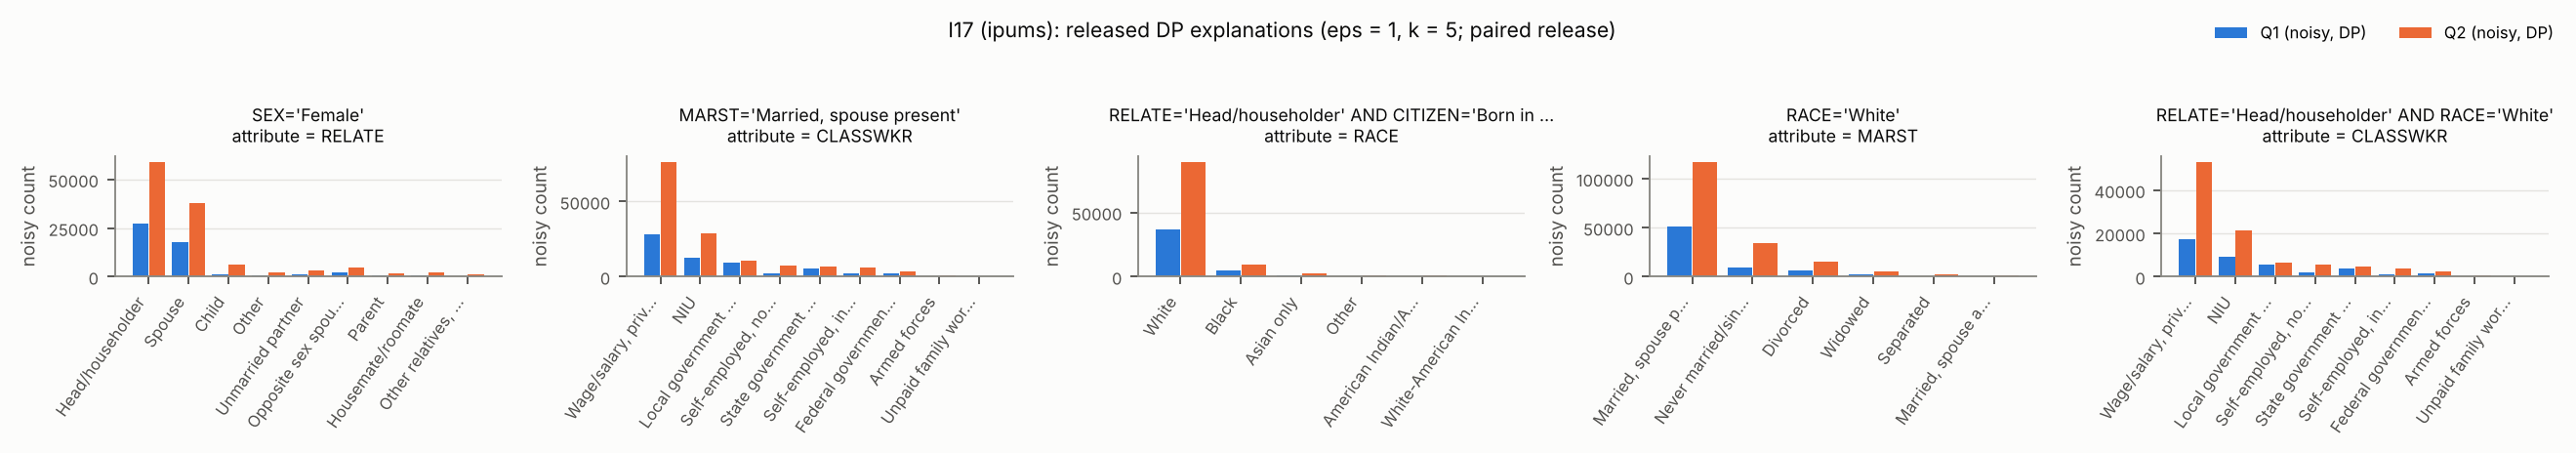 I17 (ipums): released DP explanations (eps = 1, k = 5; paired release)
Q1 (noisy, DP)
Q2 (noisy, DP)
SEX='Female'
attribute = RELATE
noisy count
50000
25000
0
Head/householder
Spouse
Child
Other
Unmarried partner
Opposite sex spou...
Parent
Housemate/roomate
Other relatives, ...
MARST='Married, spouse present'
attribute = CLASSWKR
noisy count
50000
0
Wage/salary, priv...
NIU
Local government ...
Self-employed, no...
State government ...
Self-employed, in...
Federal governmen...
Armed forces
Unpaid family wor...
RELATE='Head/householder' AND CITIZEN='Born in ...
attribute = RACE
noisy count
50000
0
White
Black
Asian only
Other
American Indian/A...
White-American In...
RACE='White'
attribute = MARST
noisy count
100000
50000
0
Married, spouse p...
Never married/sin...
Divorced
Widowed
Separated
Married, spouse a...
RELATE='Head/householder' AND RACE='White'
attribute = CLASSWKR
noisy count
40000
20000
0
Wage/salary, priv...
NIU
Local government ...
Self-employed, no...
State government ...
Self-employed, in...
Federal governmen...
Armed forces
Unpaid family wor...